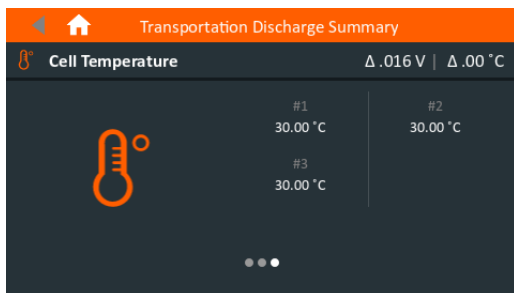 Transportation Discharge Summary
Cell Temperature Δ .016 V | Δ .00 ˚C
#1 #2
30.00 ˚C 30.00 ˚C
#3
30.00 ˚C